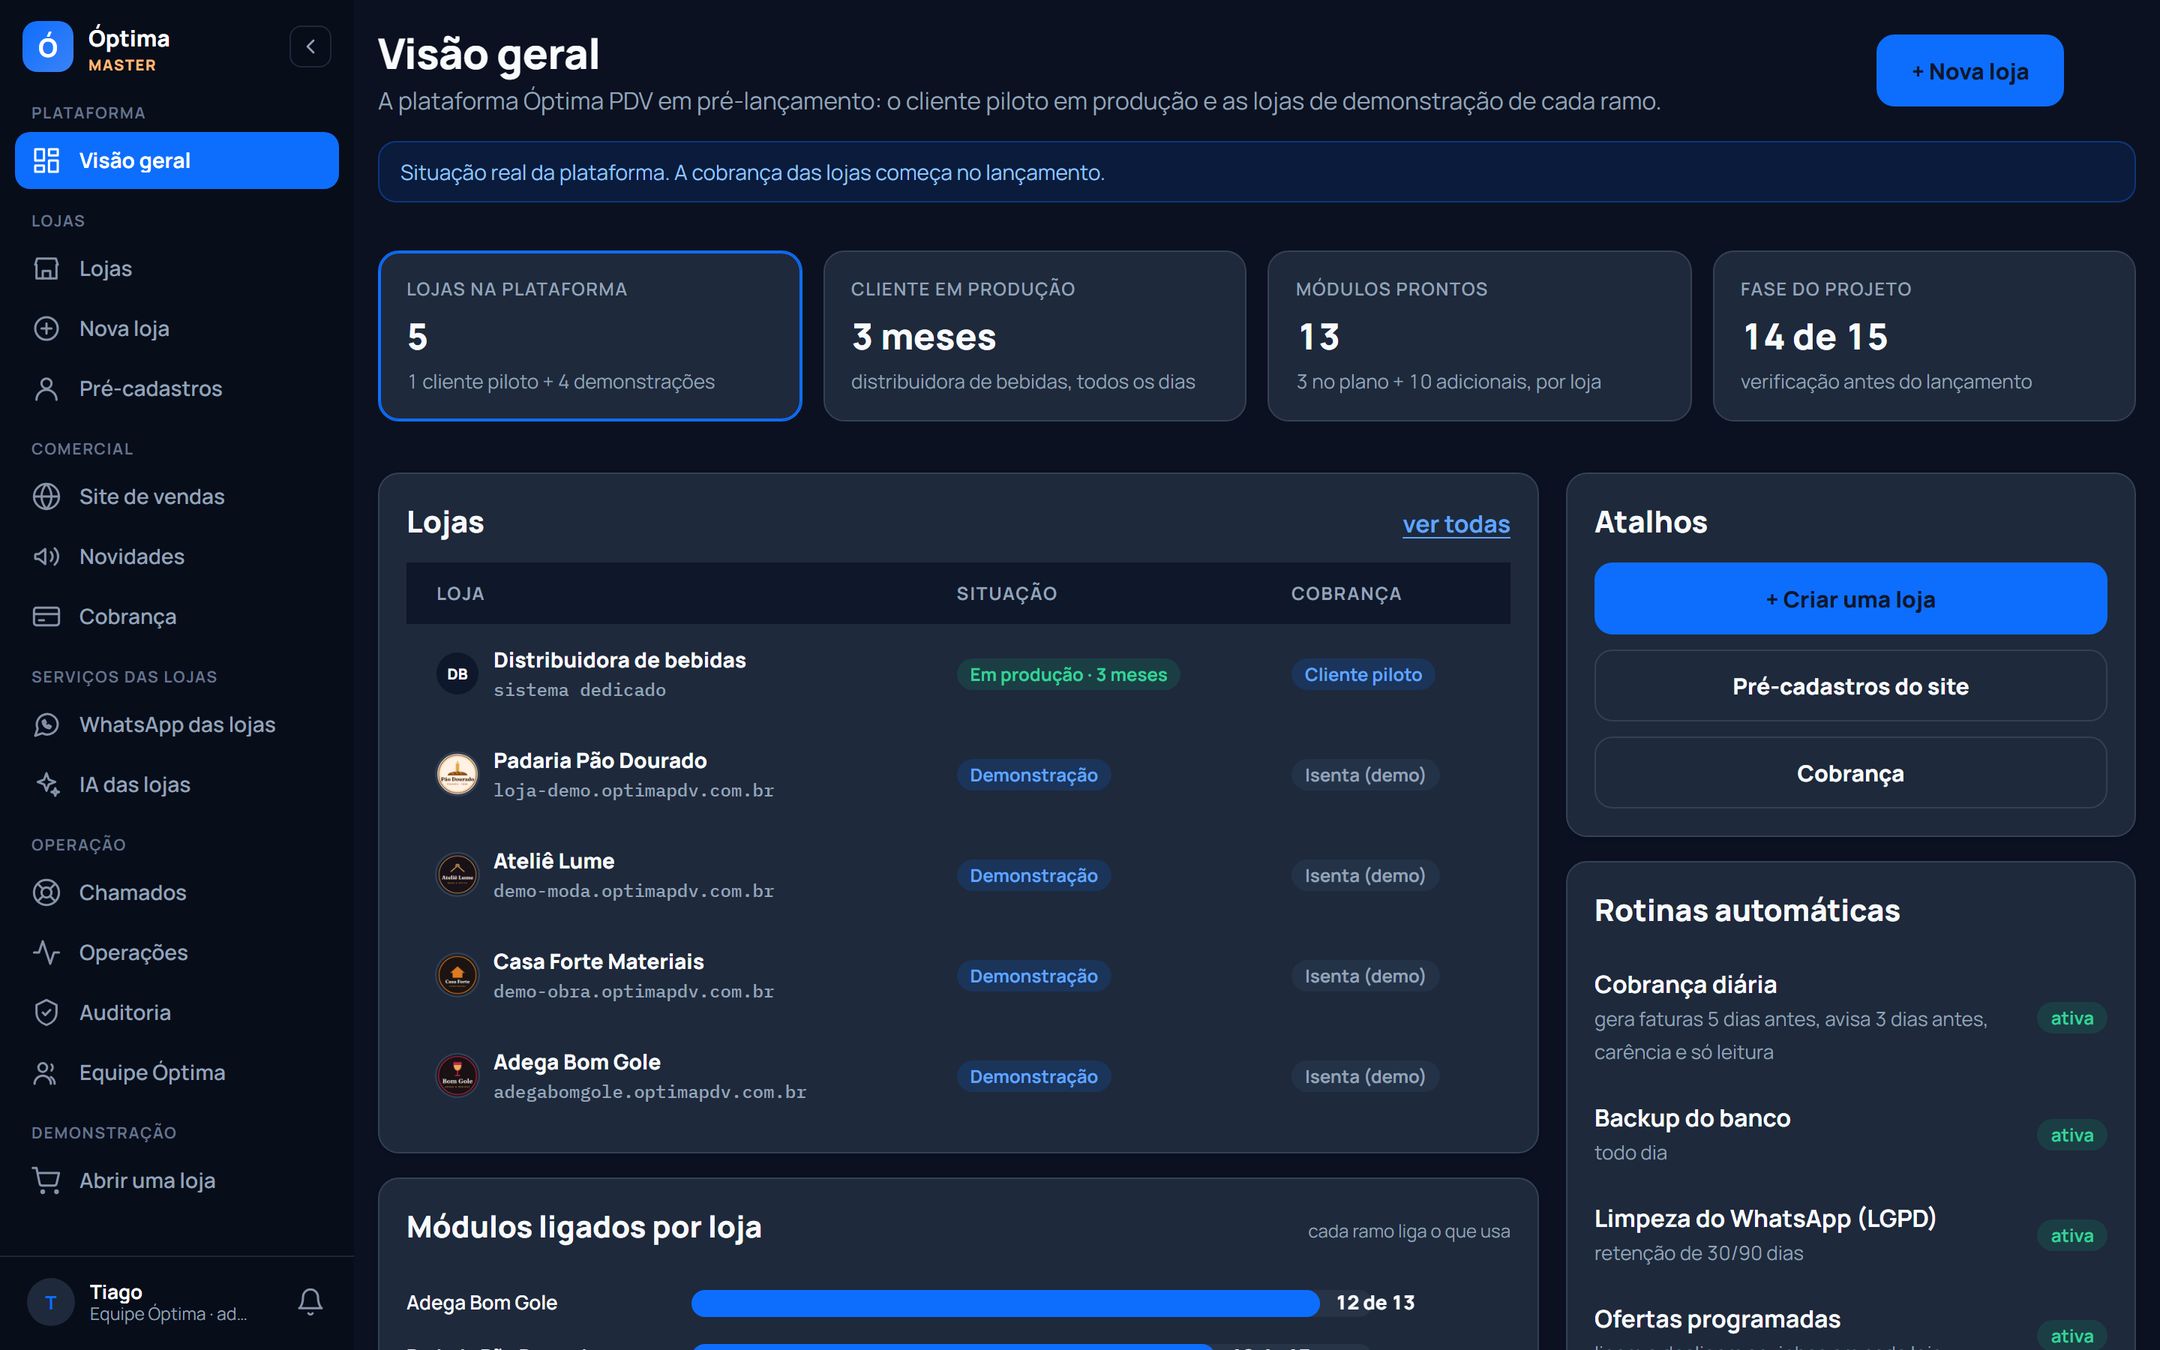 Ó
Óptima
MASTER
PLATAFORMA
Visão geral
LOJAS
Lojas
Nova loja
Pré-cadastros
COMERCIAL
Site de vendas
Novidades
Cobrança
SERVIÇOS DAS LOJAS
WhatsApp das lojas
IA das lojas
OPERAÇÃO
Chamados
Operações
Auditoria
Equipe Óptima
DEMONSTRAÇÃO
Abrir uma loja
T
Tiago
Equipe Óptima · ad...
Visão geral
A plataforma Óptima PDV em pré-lançamento: o cliente piloto em produção e as lojas de demonstração de cada ramo.
+ Nova loja
Situação real da plataforma. A cobrança das lojas começa no lançamento.
LOJAS NA PLATAFORMA
5
1 cliente piloto + 4 demonstrações
CLIENTE EM PRODUÇÃO
3 meses
distribuidora de bebidas, todos os dias
MÓDULOS PRONTOS
13
3 no plano + 10 adicionais, por loja
FASE DO PROJETO
14 de 15
verificação antes do lançamento
Lojas
ver todas
LOJA SITUAÇÃO COBRANÇA
DB
Distribuidora de bebidas
sistema dedicado
Em produção · 3 meses
Cliente piloto
Pão Dourado
Padaria Pão Dourado
loja-demo.optimapdv.com.br
Demonstração
Isenta (demo)
Ateliê Lume
Ateliê Lume
demo-moda.optimapdv.com.br
Demonstração
Isenta (demo)
Casa Forte
Casa Forte Materiais
demo-obra.optimapdv.com.br
Demonstração
Isenta (demo)
Bom Gole
Adega Bom Gole
adegabomgole.optimapdv.com.br
Demonstração
Isenta (demo)
Módulos ligados por loja
cada ramo liga o que usa
Adega Bom Gole
12 de 13
Atalhos
+ Criar uma loja
Pré-cadastros do site
Cobrança
Rotinas automáticas
Cobrança diária
gera faturas 5 dias antes, avisa 3 dias antes,
carência e só leitura
ativa
Backup do banco
todo dia
ativa
Limpeza do WhatsApp (LGPD)
retenção de 30/90 dias
ativa
Ofertas programadas
ativa